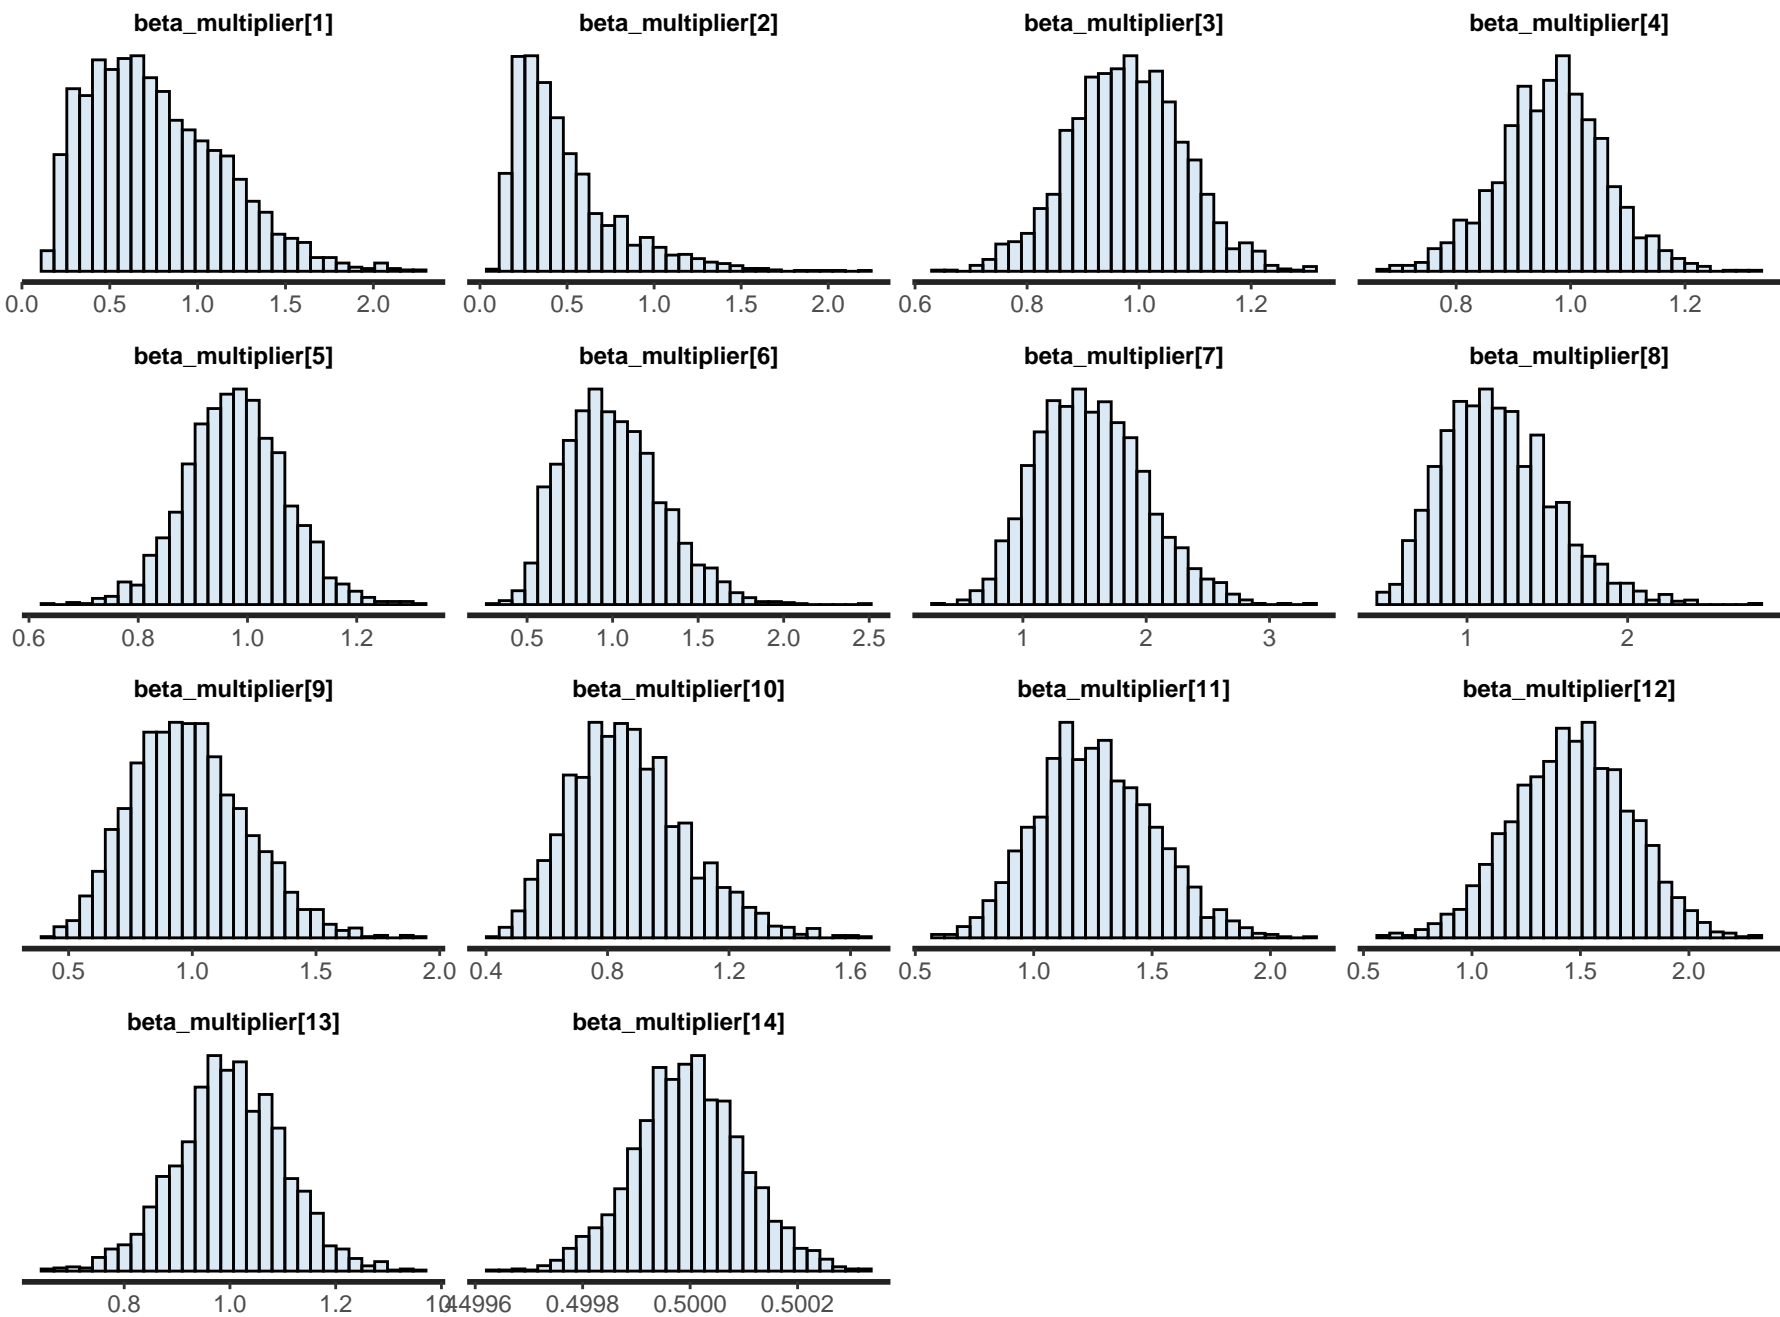 beta_multiplier[1] beta_multiplier[2] beta_multiplier[3] beta_multiplier[4]
0.0 0.5 1.0 1.5 2.0 0.0 0.5 1.0 1.5 2.0 0.6 0.8 1.0 1.2 0.8 1.0 1.2
beta_multiplier[5] beta_multiplier[6] beta_multiplier[7] beta_multiplier[8]
0.6 0.8 1.0 1.2 0.5 1.0 1.5 2.0 2.5 1 2 3 1 2
beta_multiplier[9] beta_multiplier[10] beta_multiplier[11] beta_multiplier[12]
0.5 1.0 1.5 2.0 0.4 0.8 1.2 1.6 0.5 1.0 1.5 2.0 0.5 1.0 1.5 2.0
beta_multiplier[13] beta_multiplier[14]
0.8 1.0 1.2 1.4 0.4996 0.4998 0.5000 0.5002